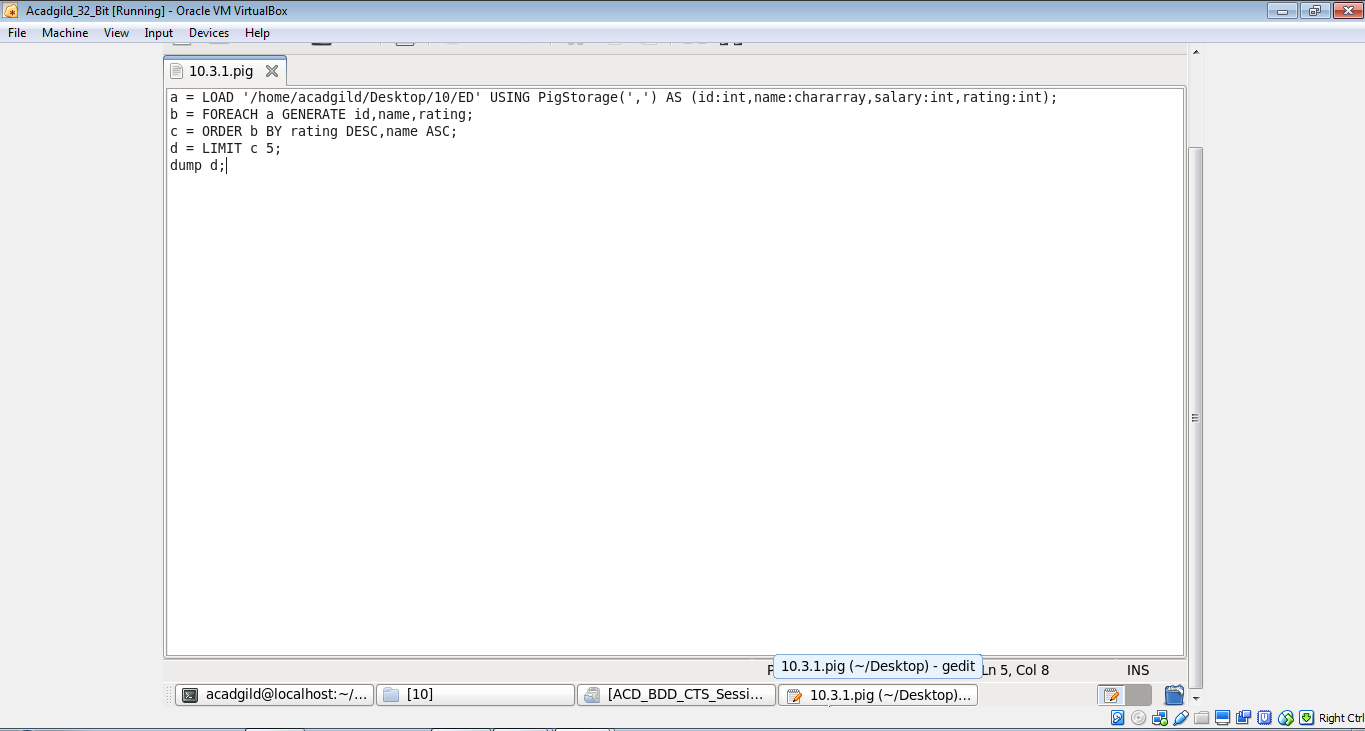 Acadgild_32_Bit [Running] - Oracle VM VirtualBox
File Machine View Input Devices Help
10.3.1.pig
a = LOAD '/home/acadgild/Desktop/10/ED' USING PigStorage(',') AS (id:int,name:chararray,salary:int,rating:int);
b = FOREACH a GENERATE id,name,rating;
c = ORDER b BY rating DESC,name ASC;
d = LIMIT c 5;
dump d;
10.3.1.pig (~/Desktop) - gedit
Ln 5, Col 8 INS
acadgild@localhost:~/... [10] [ACD_BDD_CTS_Sessi... 10.3.1.pig (~/Desktop)...
Right Ctrl